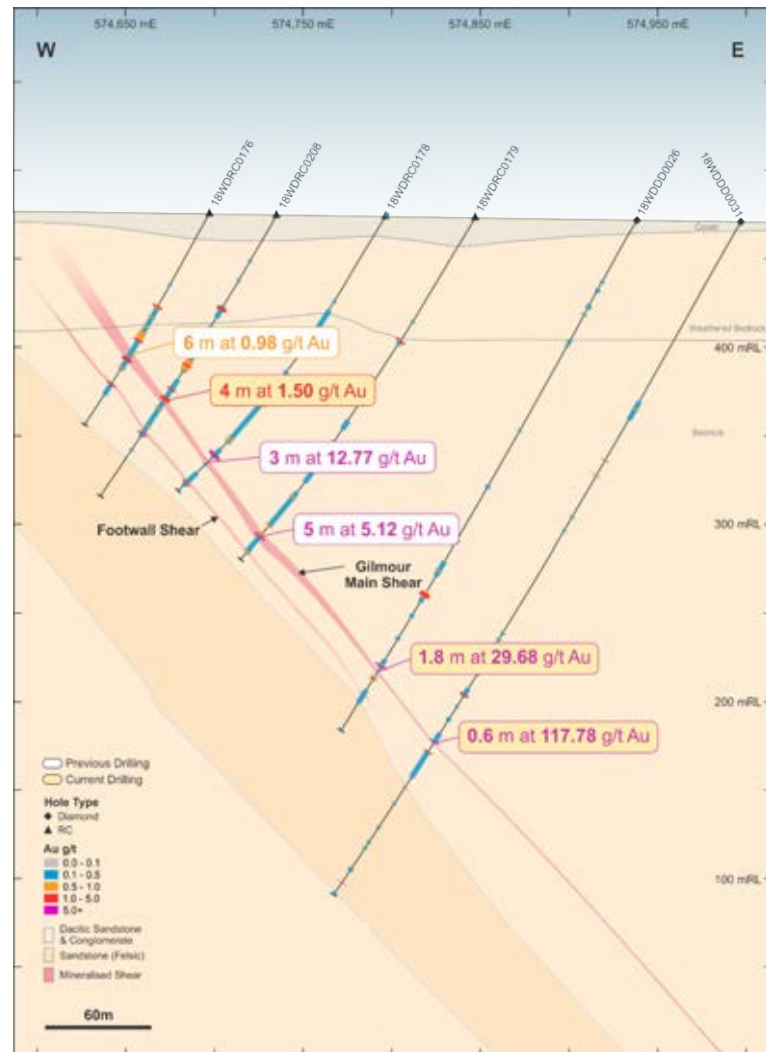 574,650 mE 574,750 mE 574,850 mE 574,950 mE
W E
18WDRC0176
18WDRC0208
18WDRC0178
18WDRC0179
18WDDD0026
18WDDD0031
Cover
Weathered Bedrock
400 mRL
6 m at 0.98 g/t Au
4 m at 1.50 g/t Au
Bedrock
3 m at 12.77 g/t Au
300 mRL
5 m at 5.12 g/t Au
Footwall Shear
Gilmour
Main Shear
1.8 m at 29.68 g/t Au
200 mRL
0.6 m at 117.78 g/t Au
100 mRL
Previous Drilling
Current Drilling
Hole Type
Diamond
RC
Au g/t
0.0 - 0.1
0.1 - 0.5
0.5 - 1.0
1.0 - 5.0
5.0+
Dacitic Sandstone
& Conglomerate
Sandstone (Felsic)
Mineralised Shear
60m